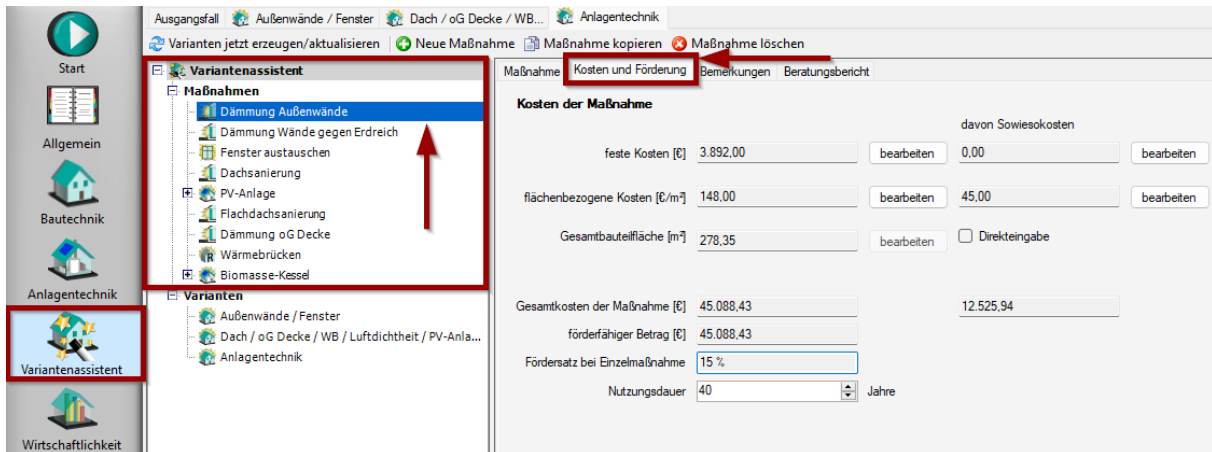 Ausgangsfall Außenwände / Fenster Dach / oG Decke / WB... Anlagentechnik
Varianten jetzt erzeugen/aktualisieren Neue Maßnahme Maßnahme kopieren Maßnahme löschen
Start
Allgemein
Bautechnik
Anlagentechnik
Variantenassistent
Wirtschaftlichkeit
Variantenassistent
Maßnahmen
Dämmung Außenwände
Dämmung Wände gegen Erdreich
Fenster austauschen
Dachsanierung
PV-Anlage
Flachdachsanierung
Dämmung oG Decke
Wärmebrücken
Biomasse-Kessel
Varianten
Außenwände / Fenster
Dach / oG Decke / WB / Luftdichtheit / PV-Anla...
Anlagentechnik
Maßnahme Kosten und Förderung Bemerkungen Beratungsbericht
Kosten der Maßnahme
davon Sowiesokosten
feste Kosten [€] 3.892,00 bearbeiten 0,00 bearbeiten
flächenbezogene Kosten [€/m²] 148,00 bearbeiten 45,00 bearbeiten
Gesamtbauteilfläche [m²] 278,35 bearbeiten Direkteingabe
Gesamtkosten der Maßnahme [€] 45.088,43 12.525,94
förderfähiger Betrag [€] 45.088,43
Fördersatz bei Einzelmaßnahme 15 %
Nutzungsdauer 40 Jahre